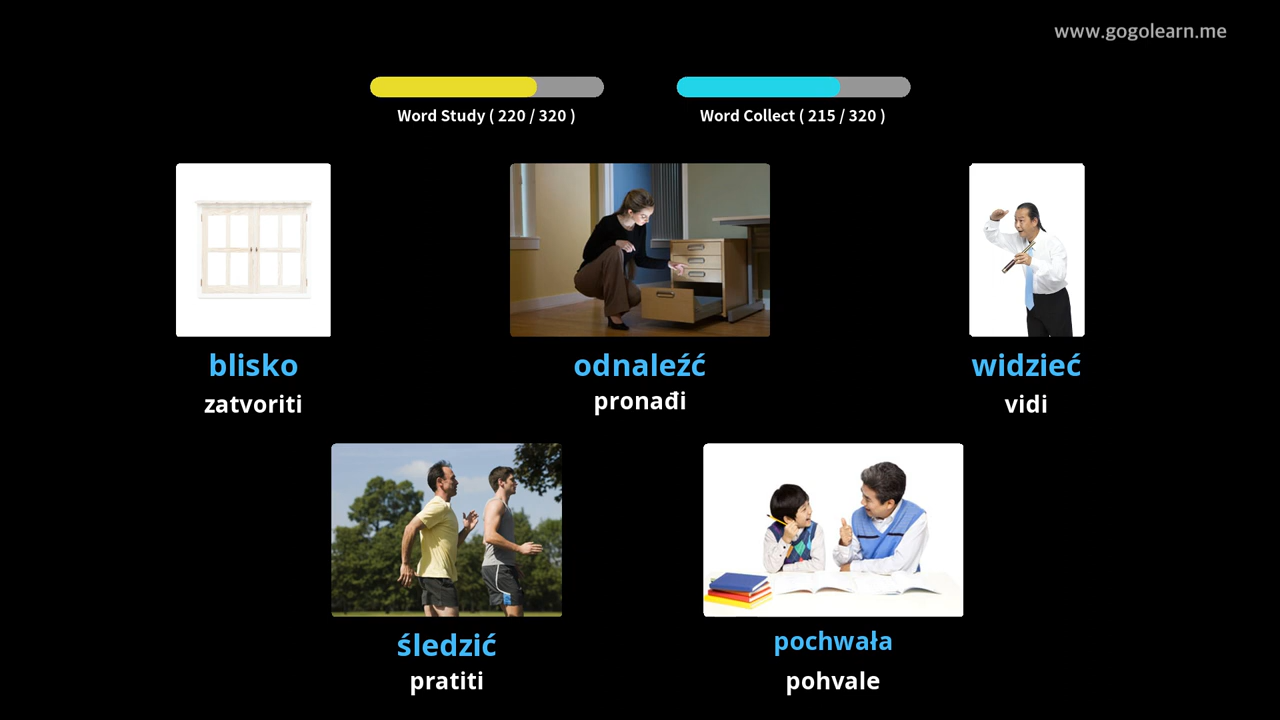 www.gogolearn.me
Word Study ( 220 / 320 )
Word Collect ( 215 / 320 )
blisko
zatvoriti
odnaleźć
pronađi
widzieć
vidi
śledzić
pratiti
pochwała
pohvale